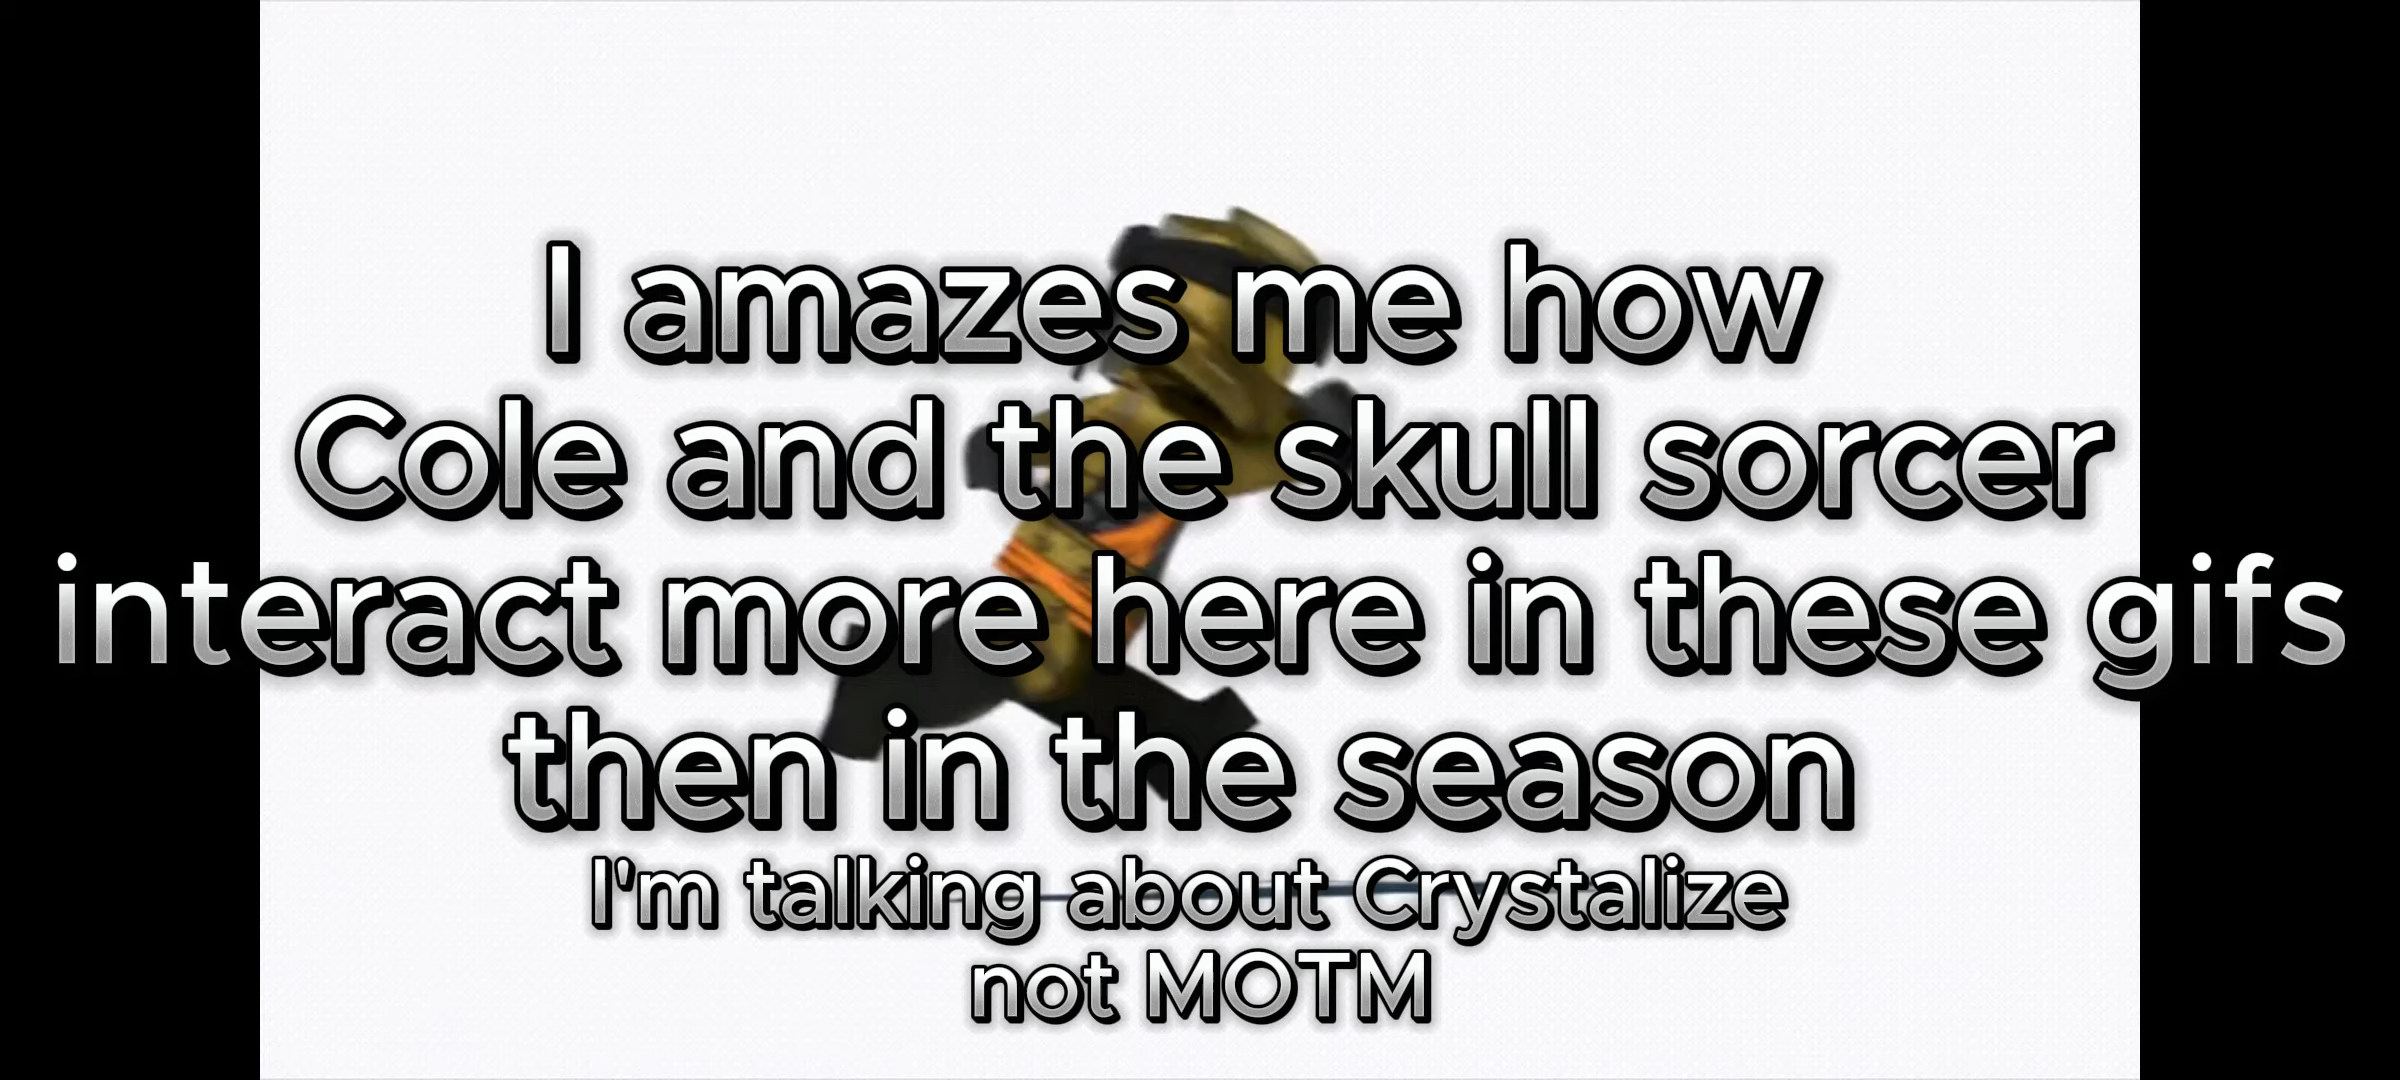 I amazes me how
Cole and the skull sorcer
interact more here in these gifs
then in the season
I'm talking about Crystalize
not MOTM